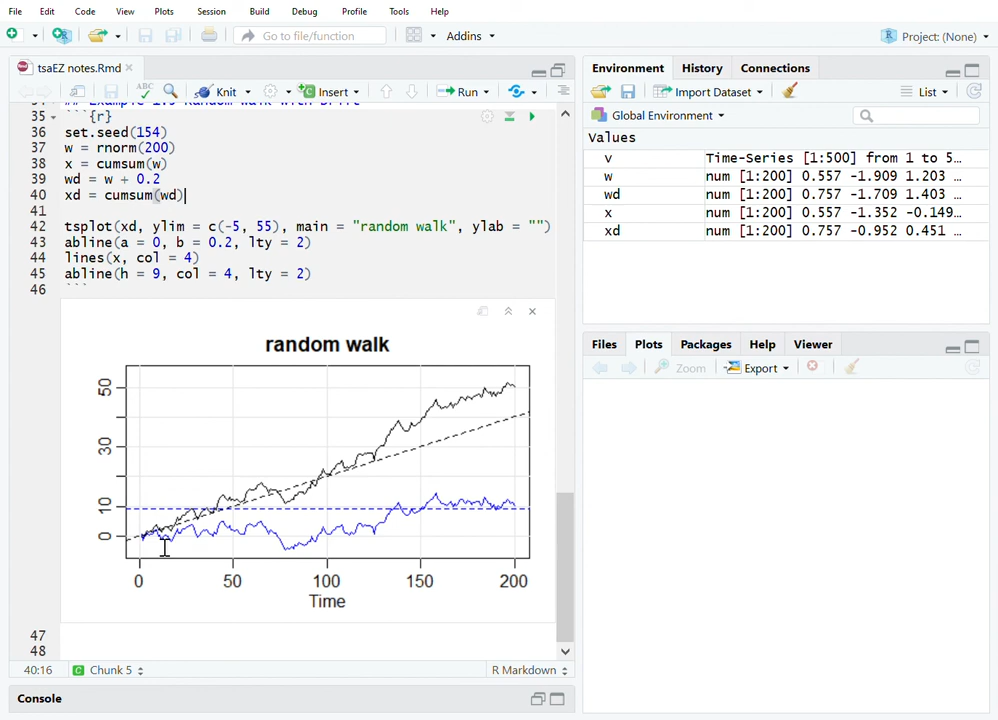 File Edit Code View Plots Session Build Debug Profile Tools Help
Go to file/function Addins Project: (None)
tsaEZ notes.Rmd
ABC Knit Insert Run
## Example 1.9 Random Walk with Drift
35 ```{r}
36 set.seed(154)
37 w = rnorm(200)
38 x = cumsum(w)
39 wd = w + 0.2
40 xd = cumsum(wd)
41
42 tsplot(xd, ylim = c(-5, 55), main = "random walk", ylab = "")
43 abline(a = 0, b = 0.2, lty = 2)
44 lines(x, col = 4)
45 abline(h = 9, col = 4, lty = 2)
46 ```
random walk
50
30
10
0
0 50 100 150 200
Time
47
48
40:16 C Chunk 5 R Markdown
Console
Environment History Connections
Import Dataset List
Global Environment
Values
v Time-Series [1:500] from 1 to 5…
w num [1:200] 0.557 -1.909 1.203 …
wd num [1:200] 0.757 -1.709 1.403 …
x num [1:200] 0.557 -1.352 -0.149…
xd num [1:200] 0.757 -0.952 0.451 …
Files Plots Packages Help Viewer
Zoom Export